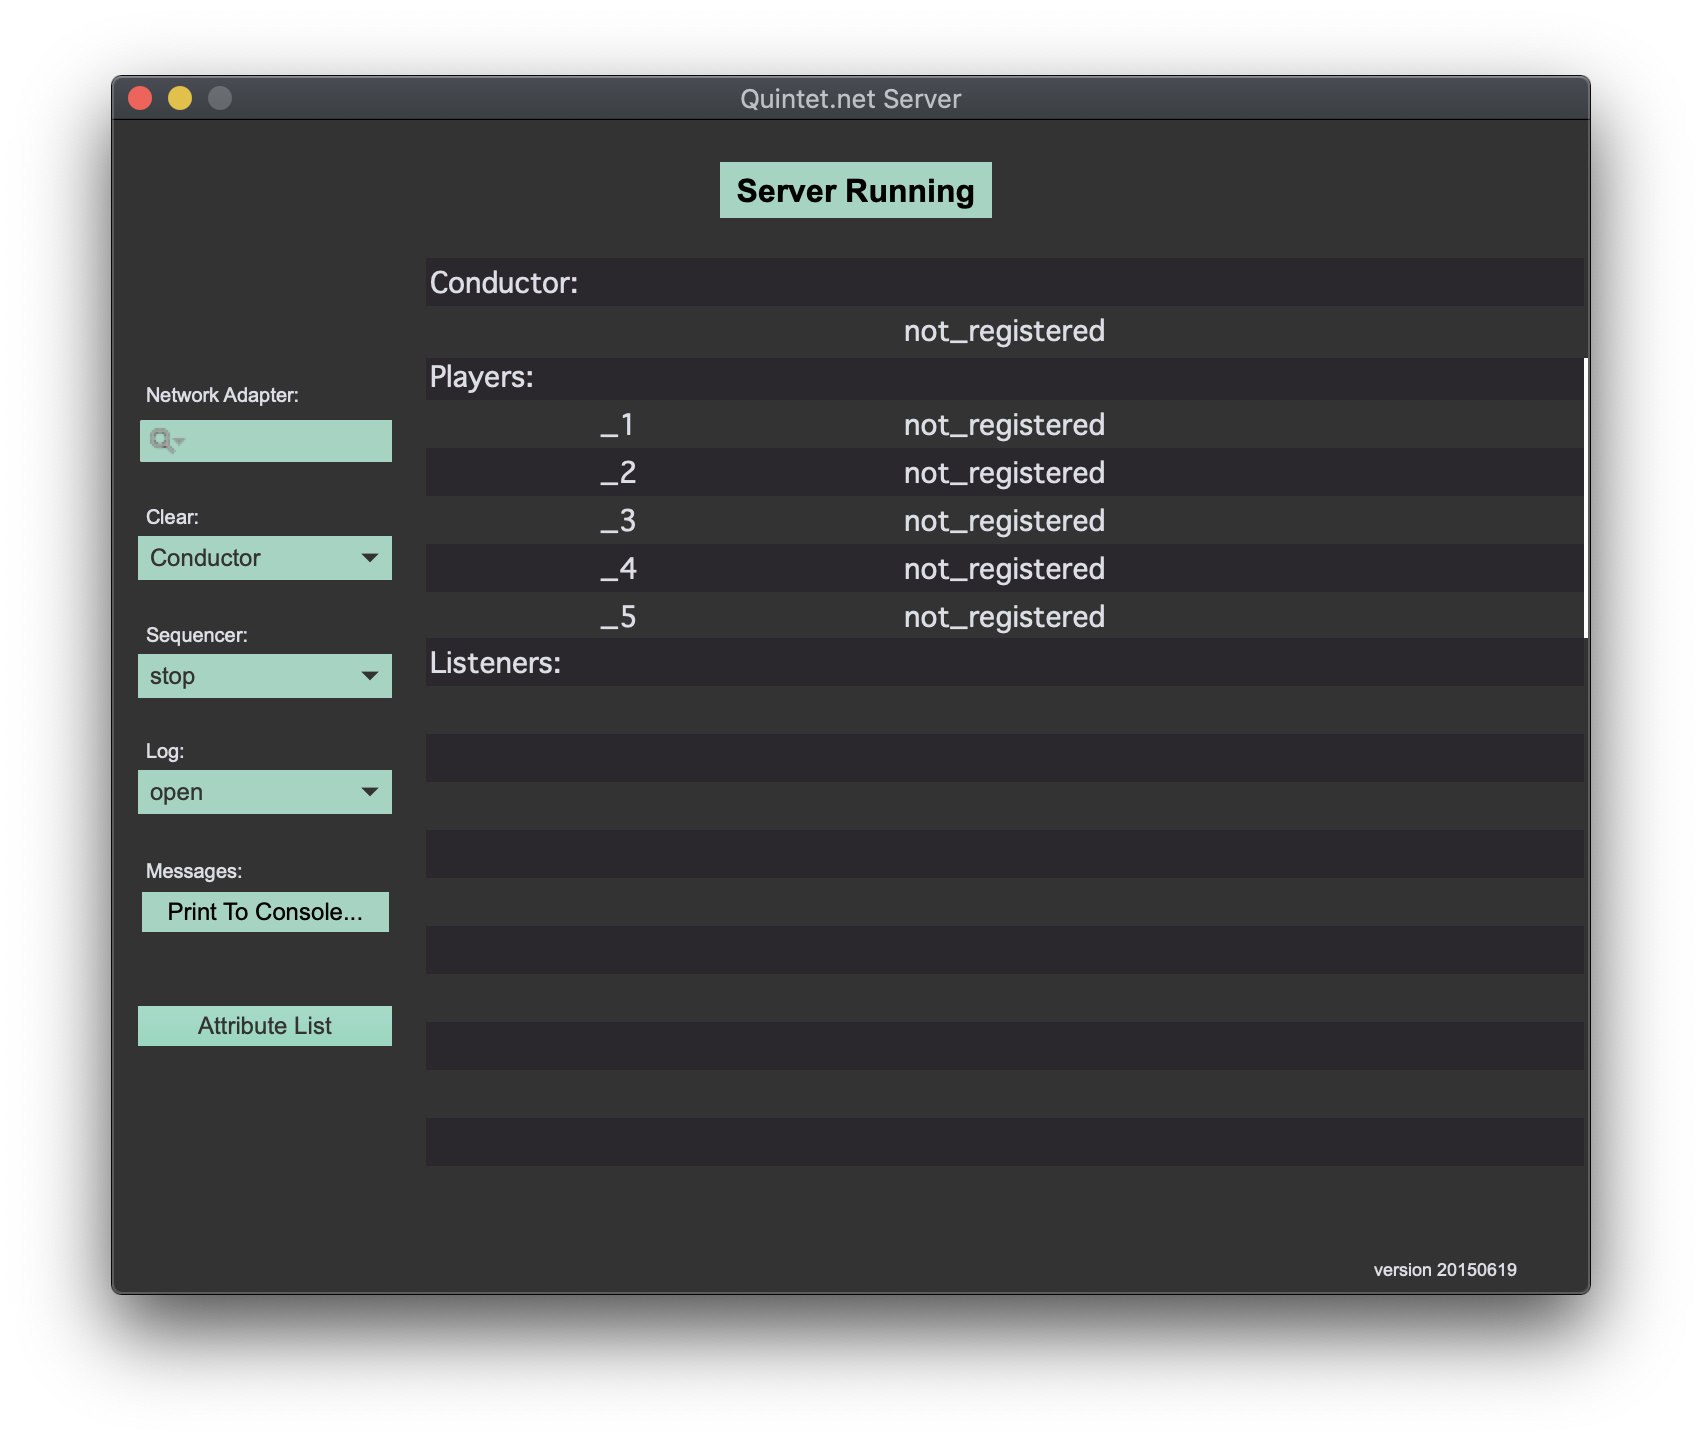 Quintet.net Server
Server Running
Conductor:
not_registered
Players:
_1 not_registered
_2 not_registered
_3 not_registered
_4 not_registered
_5 not_registered
Listeners:
Network Adapter:
Clear:
Conductor
Sequencer:
stop
Log:
open
Messages:
Print To Console...
Attribute List
version 20150619